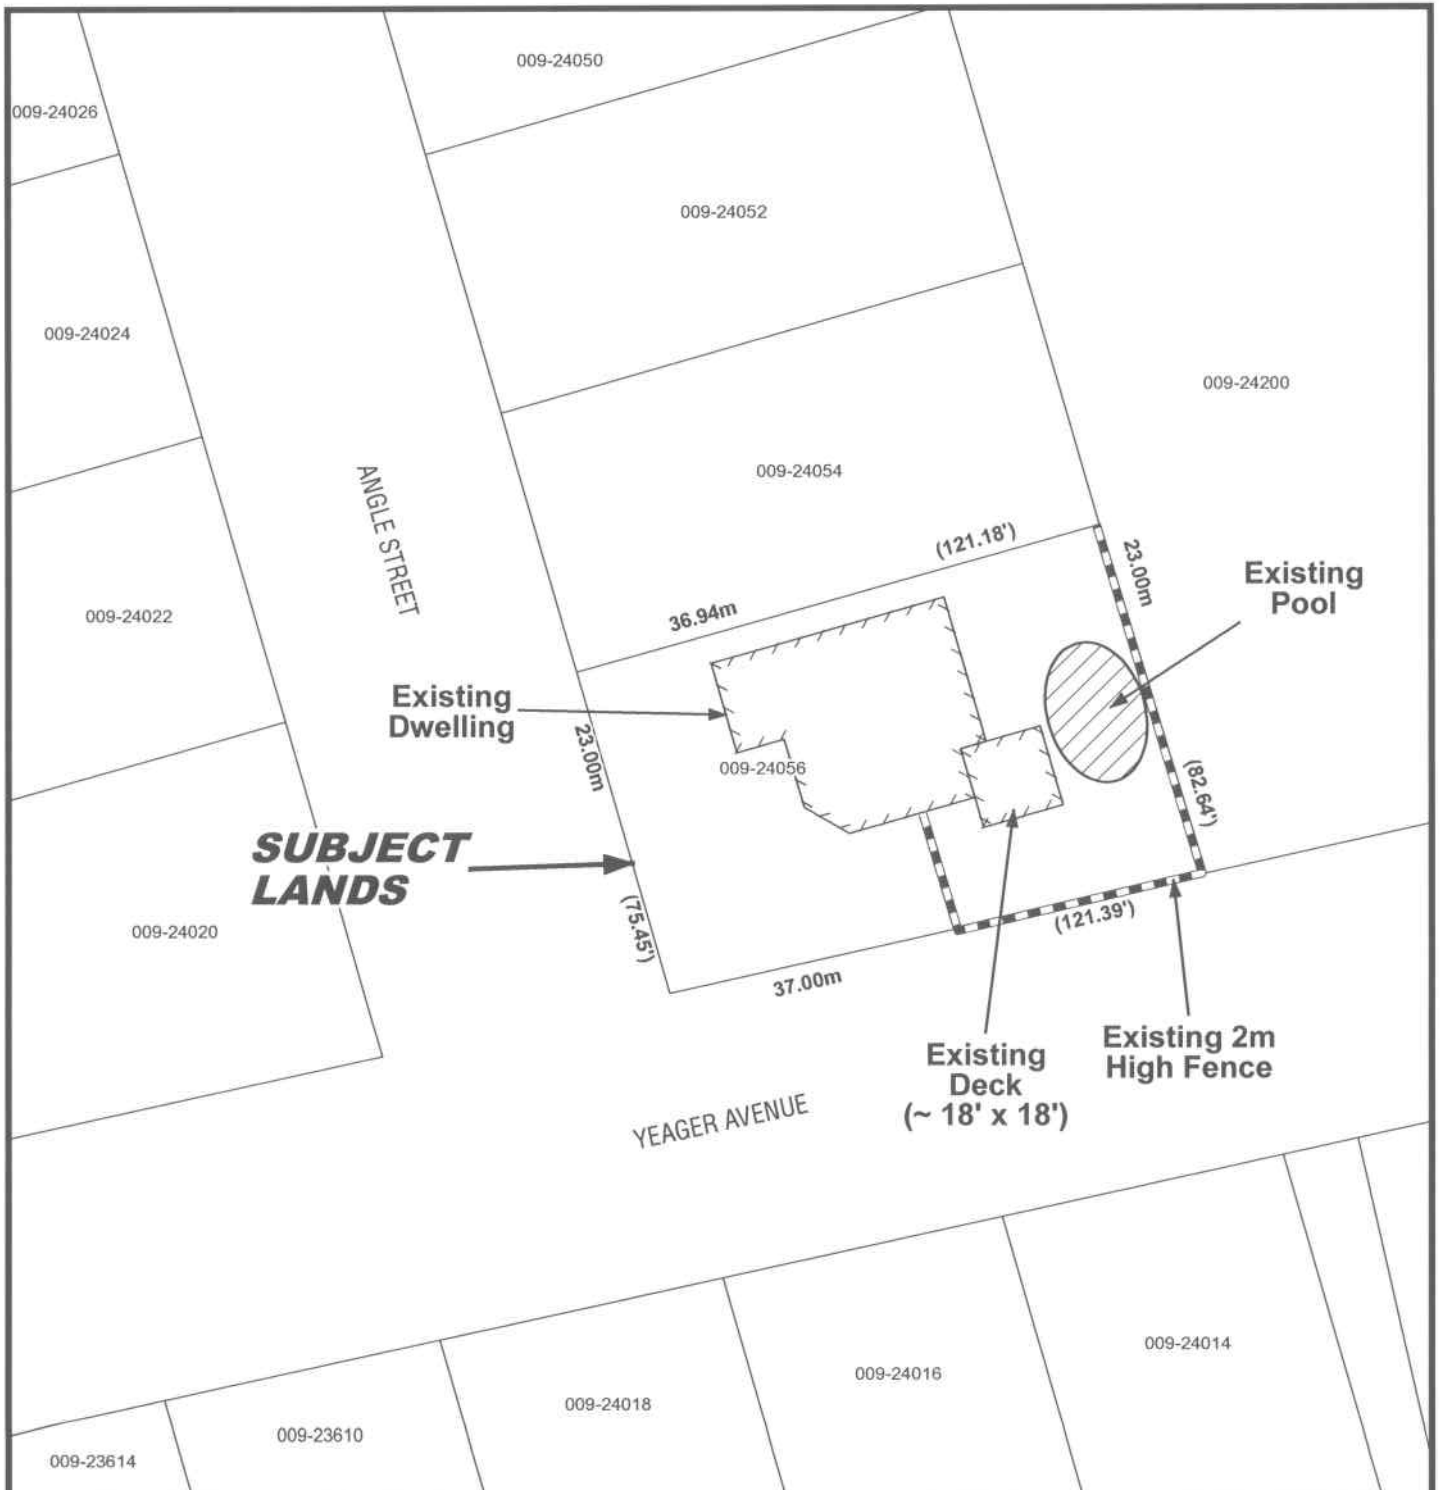 009-24050
009-24026
009-24052
009-24024
009-24200
009-24054
ANGLE STREET
(121.18')
23.00m
Existing
Pool
009-24022
36.94m
Existing
Dwelling
23.00m
009-24056
(82.64')
SUBJECT
LANDS
(75.45')
(121.39')
009-24020
37.00m
Existing
Deck
(~ 18' x 18')
Existing 2m
High Fence
YEAGER AVENUE
009-24014
009-24016
009-24018
009-23610
009-23614